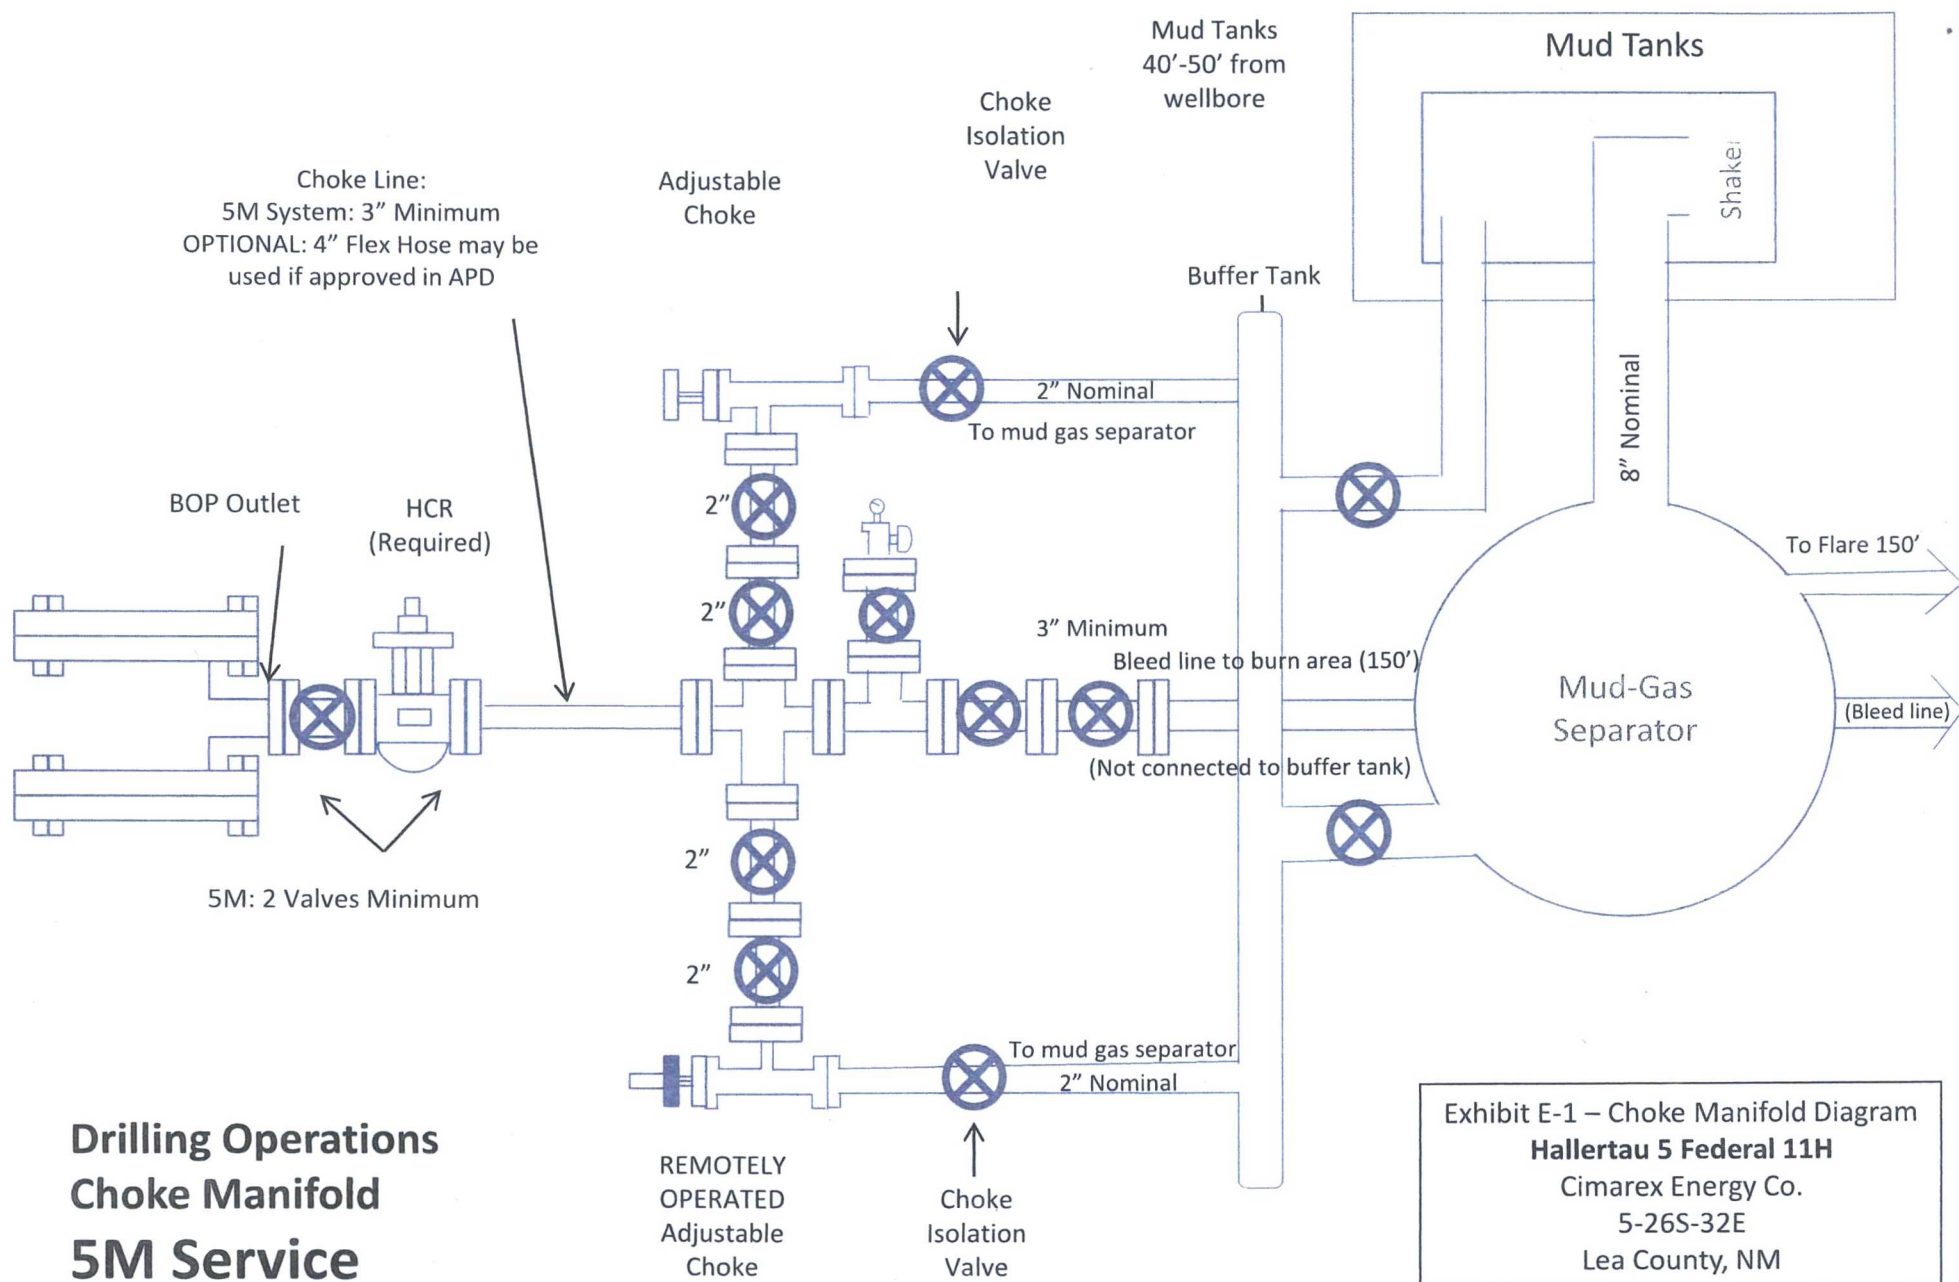 Mud Tanks
40’-50’ from
wellbore
Mud Tanks
Choke
Isolation
Valve
Choke Line:
5M System: 3” Minimum
OPTIONAL: 4” Flex Hose may be
used if approved in APD
Adjustable
Choke
Shaker
Buffer Tank
2” Nominal
To mud gas separator
8” Nominal
BOP Outlet
HCR
(Required)
2”
2”
To Flare 150’
3” Minimum
Bleed line to burn area (150’)
Mud-Gas
Separator
(Bleed line)
(Not connected to buffer tank)
2”
5M: 2 Valves Minimum
2”
To mud gas separator
2” Nominal
REMOTELY
OPERATED
Adjustable
Choke
Choke
Isolation
Valve
Drilling Operations
Choke Manifold
5M Service
Exhibit E-1 – Choke Manifold Diagram
Hallertau 5 Federal 11H
Cimarex Energy Co.
5-26S-32E
Lea County, NM